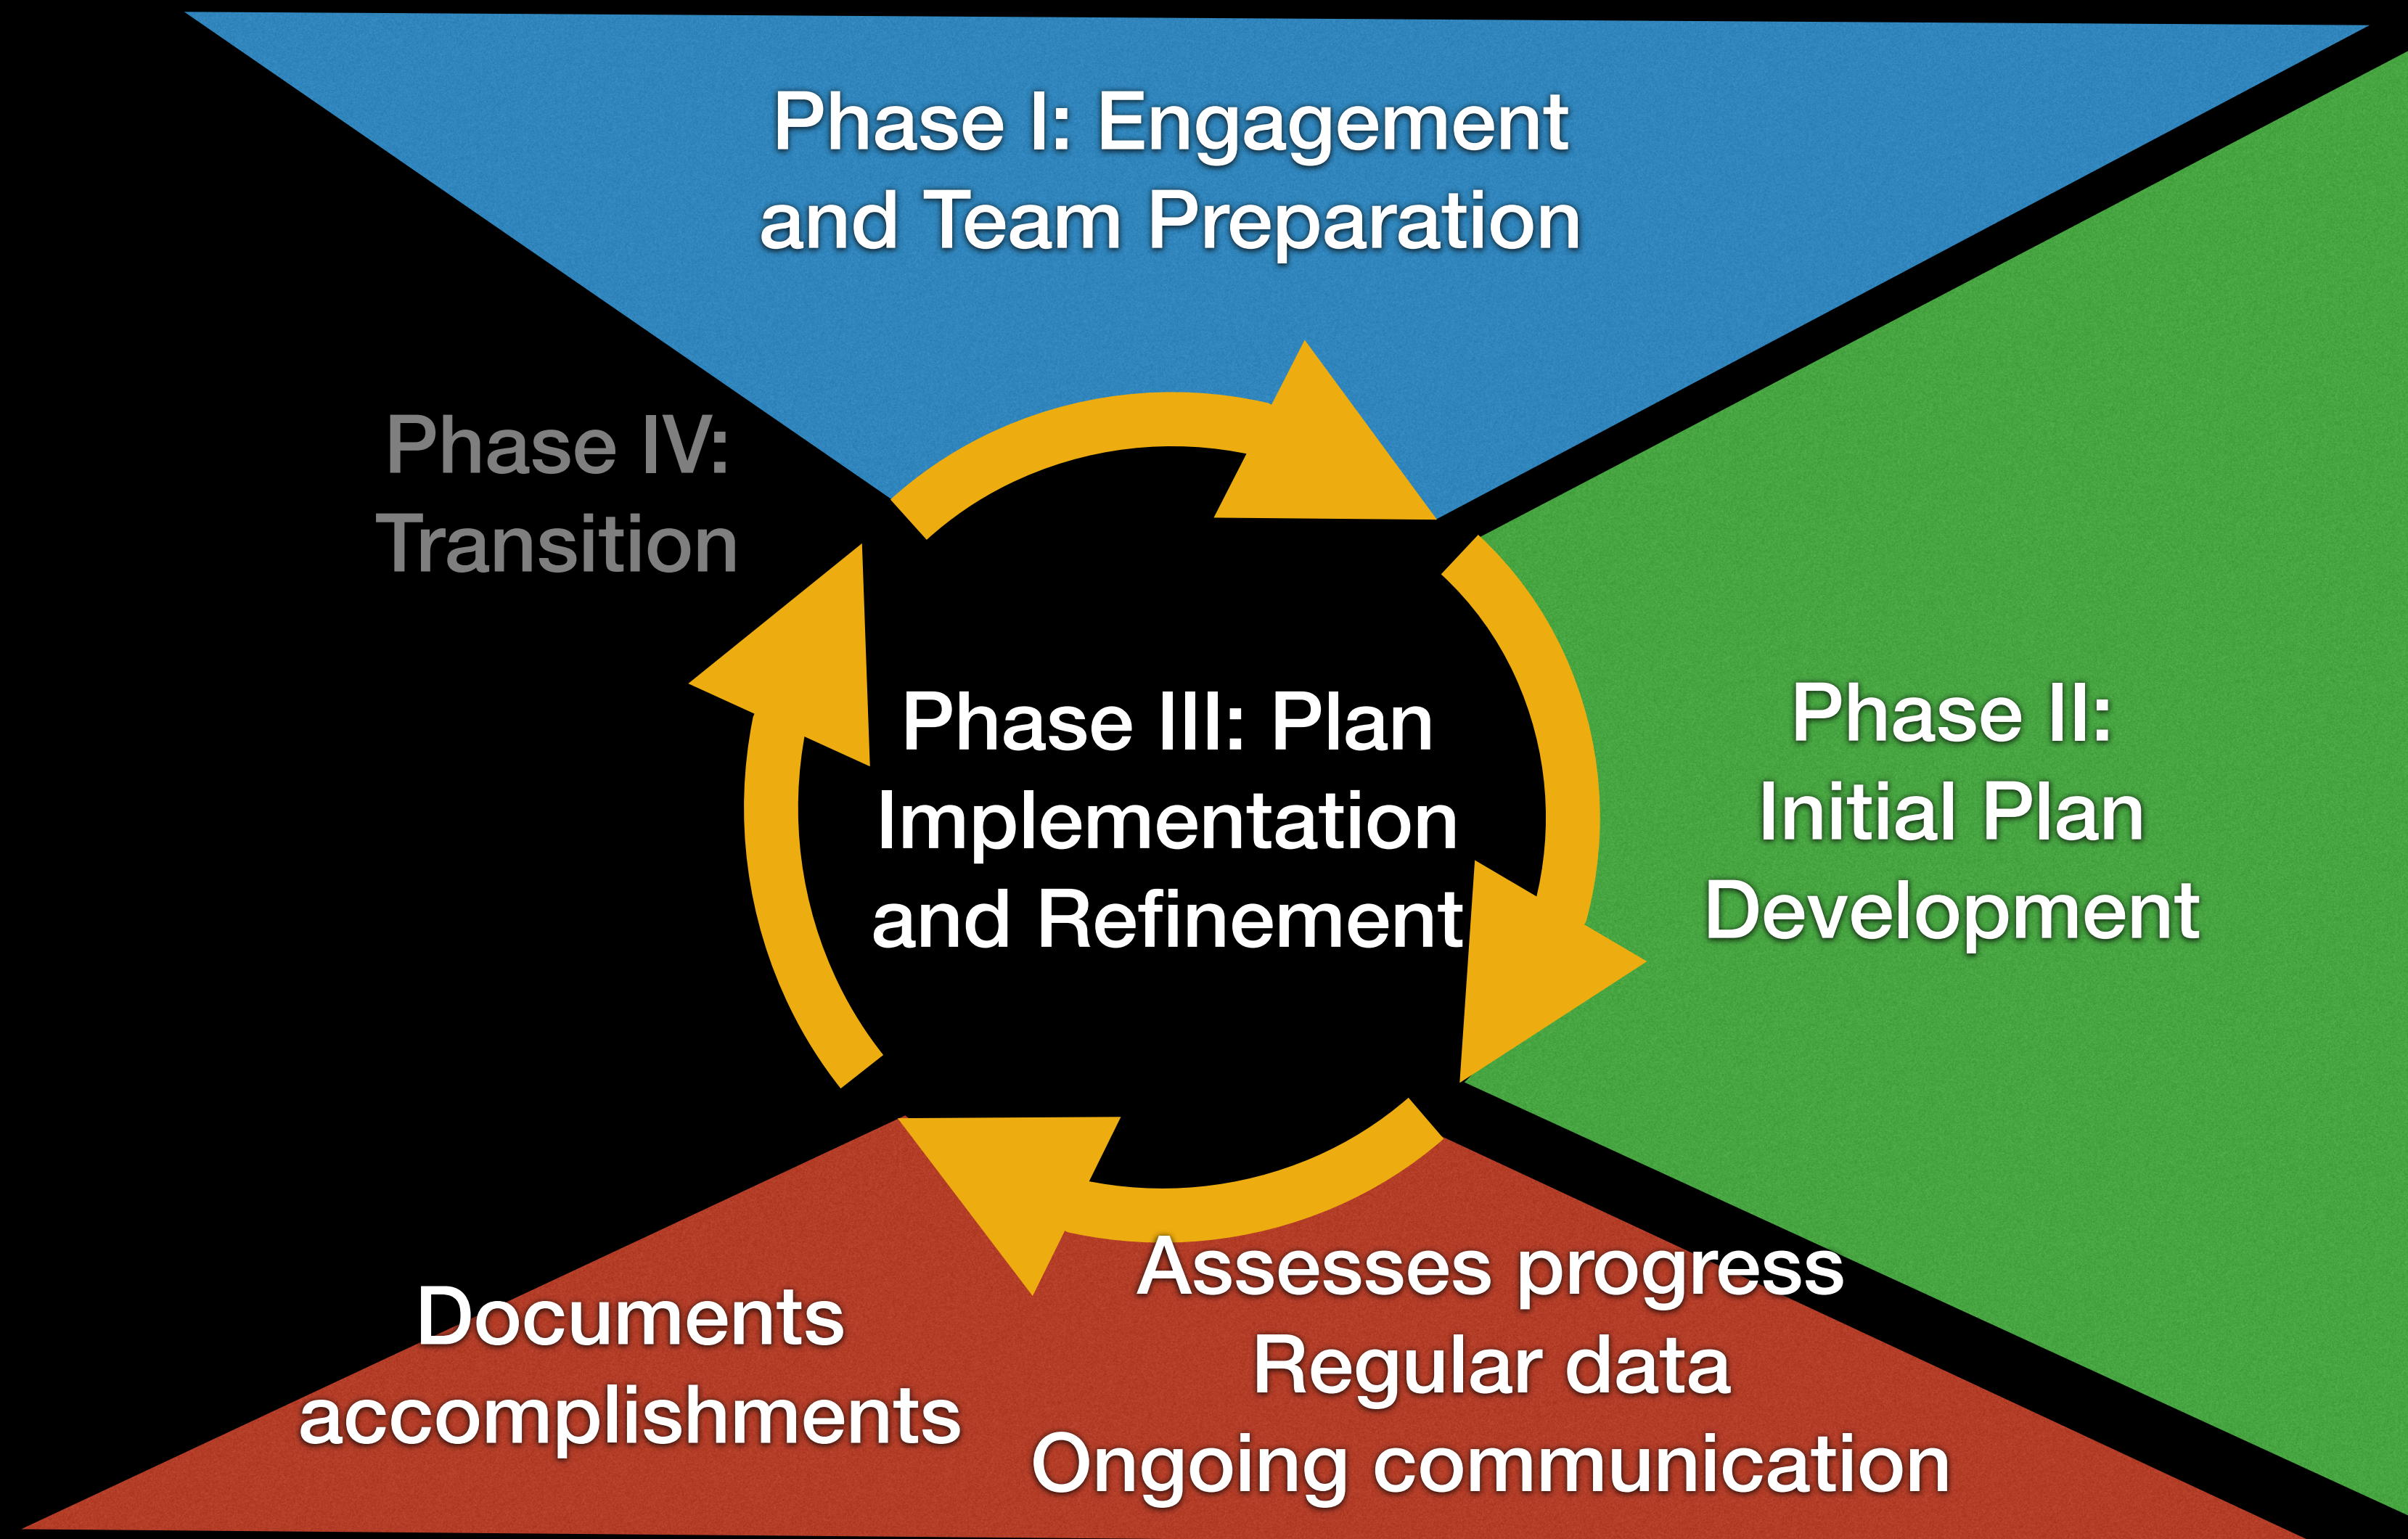 Phase I: Engagement
and Team Preparation
Phase IV:
Transition
Phase III: Plan
Implementation
and Refinement
Phase II:
Initial Plan
Development
Documents
accomplishments
Assesses progress
Regular data
Ongoing communication